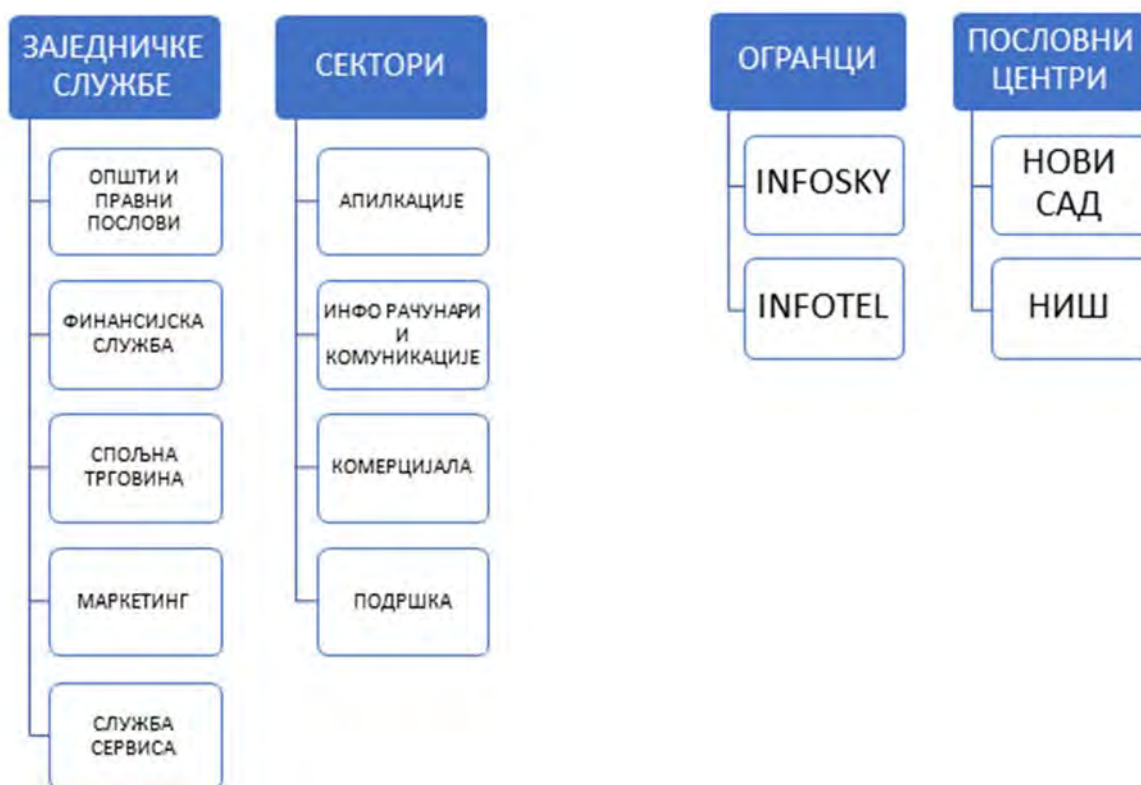 ЗАЈЕДНИЧКЕ
СЛУЖБЕ
ОПШТИ И
ПРАВНИ
ПОСЛОВИ
ФИНАНСИЈСКА
СЛУЖБА
СПОЉНА
ТРГОВИНА
МАРКЕТИНГ
СЛУЖБА
СЕРВИСА
СЕКТОРИ
АПИЛКАЦИЈЕ
ИНФО РАЧУНАРИ
И
КОМУНИКАЦИЈЕ
КОМЕРЦИЈАЛА
ПОДРШКА
ОГРАНЦИ
INFOSKY
INFOTEL
ПОСЛОВНИ
ЦЕНТРИ
НОВИ
САД
НИШ